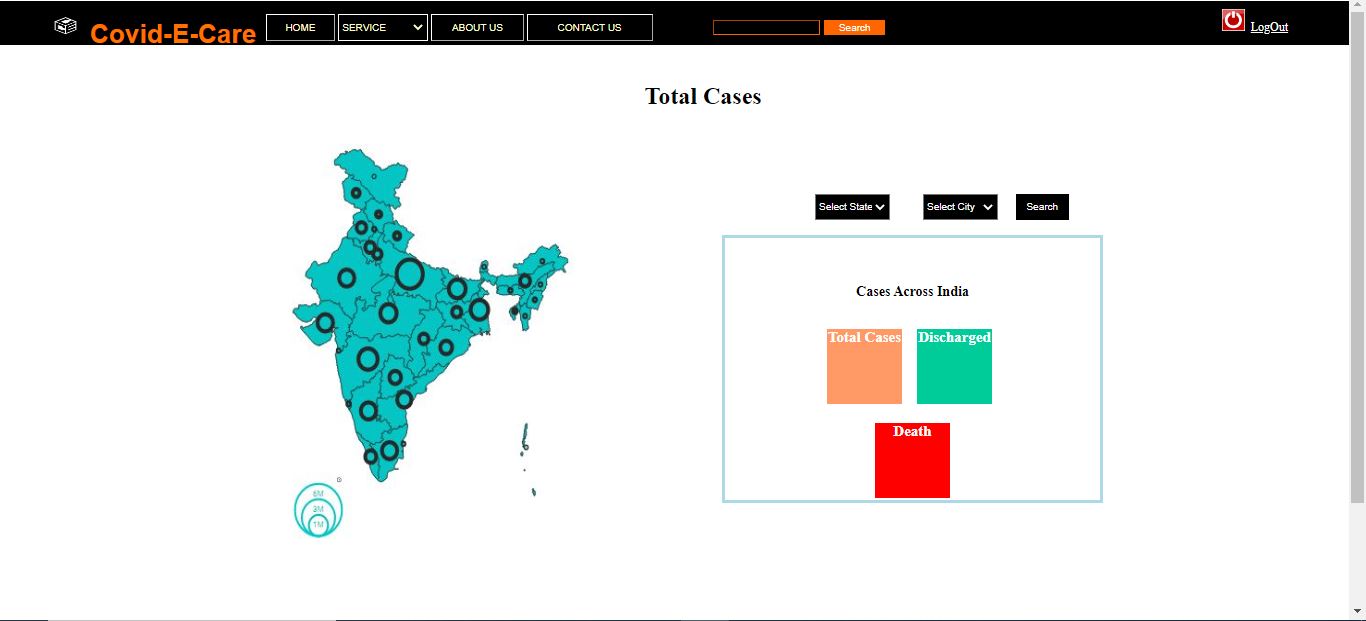 Covid-E-Care HOME SERVICE ABOUT US CONTACT US Search LogOut
Total Cases
Select State Select City Search
Cases Across India
Total Cases Discharged
Death
6M
3M
1M